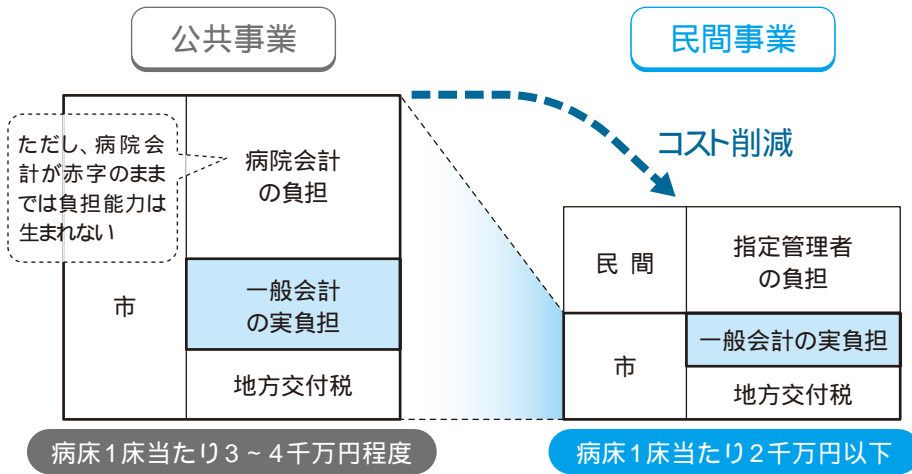 公共事業
民間事業
ただし、病院会
計が赤字のまま
では負担能力は
生まれない
病院会計
の負担
市
一般会計
の実負担
地方交付税
コスト削減
民 間
指定管理者
の負担
市
一般会計の実負担
地方交付税
病床1床当たり3~4千万円程度
病床1床当たり2千万円以下